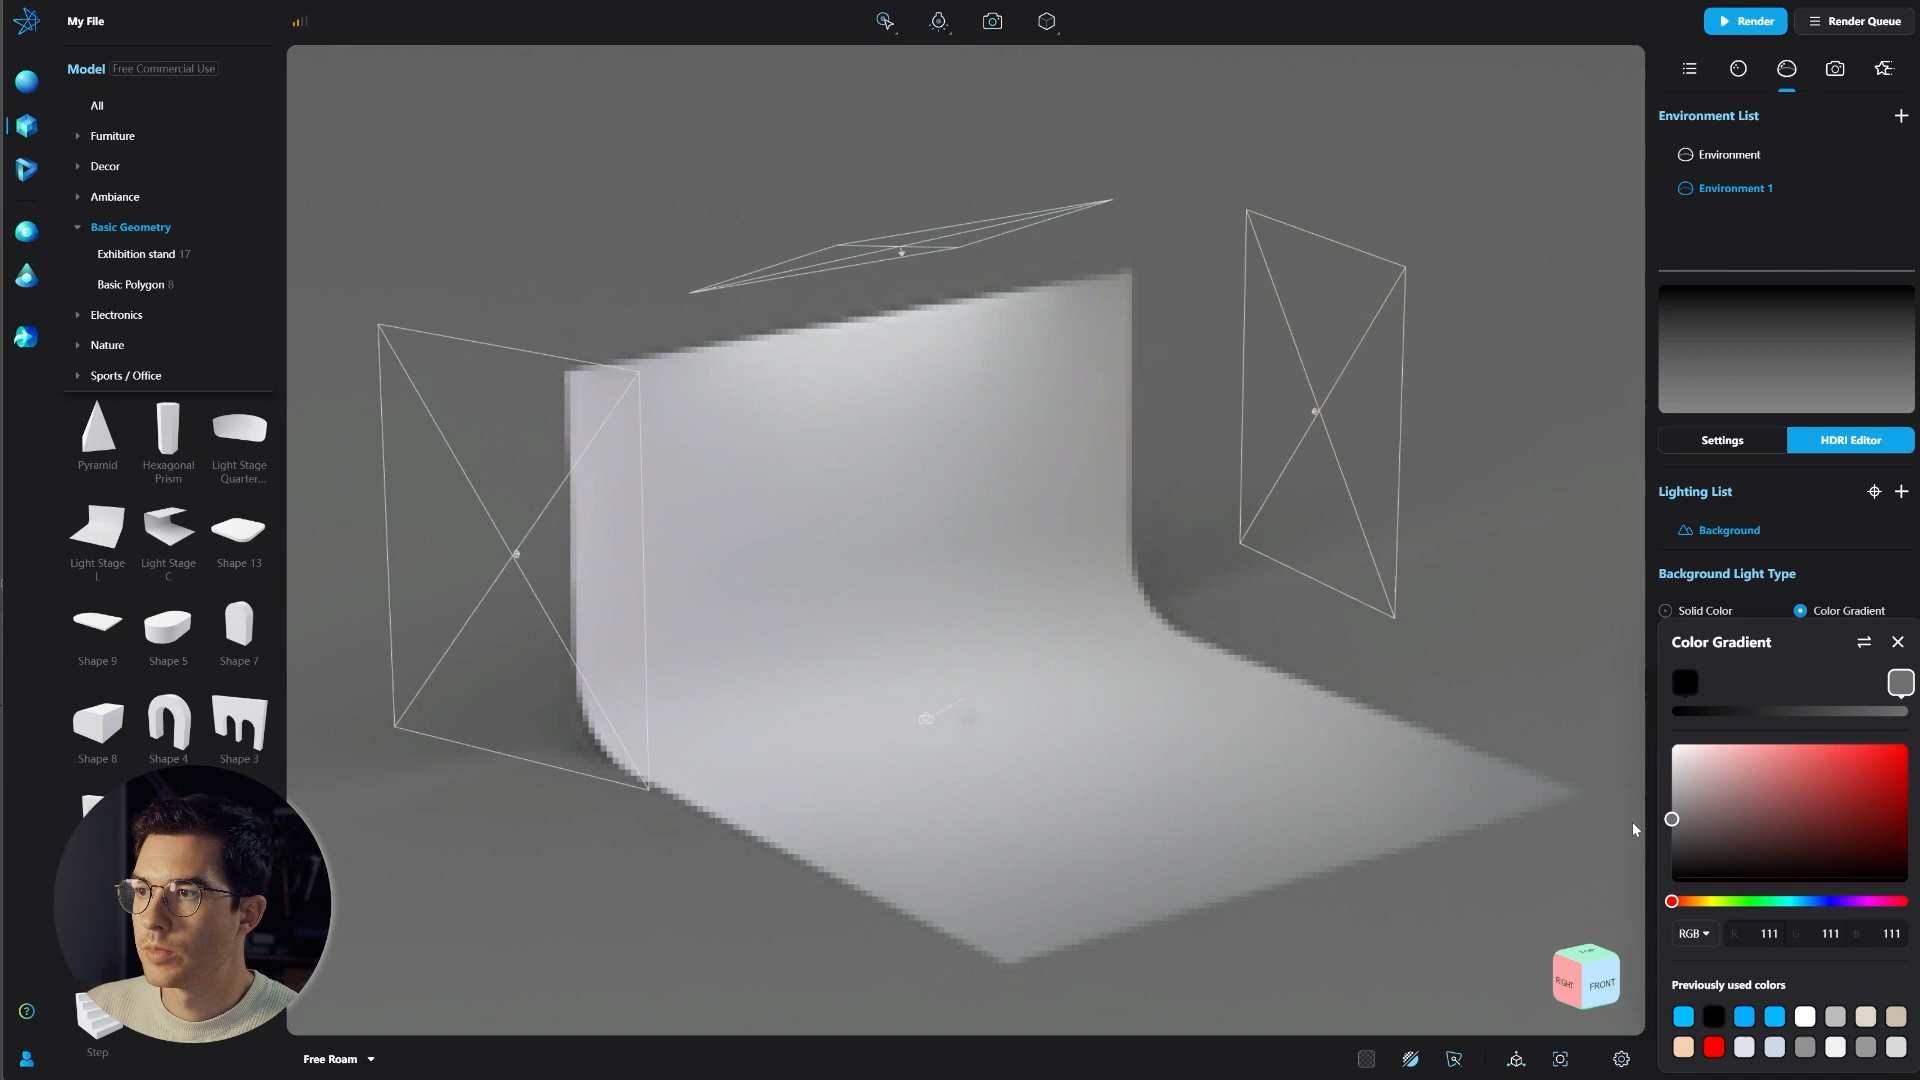 My File
Render
Render Queue
Model Free Commercial Use
All
Furniture
Decor
Ambiance
Basic Geometry
Exhibition stand 17
Basic Polygon 8
Electronics
Nature
Sports / Office
Pyramid
Hexagonal Prism
Light Stage Quarter...
Light Stage L
Light Stage C
Shape 13
Shape 9
Shape 5
Shape 7
Shape 8
Shape 4
Shape 3
Step
Free Roam
TOP
RIGHT
FRONT
Environment List
Environment
Environment 1
Settings
HDRI Editor
Lighting List
Background
Background Light Type
Solid Color
Color Gradient
Color Gradient
RGB R 111 G 111 B 111
Previously used colors